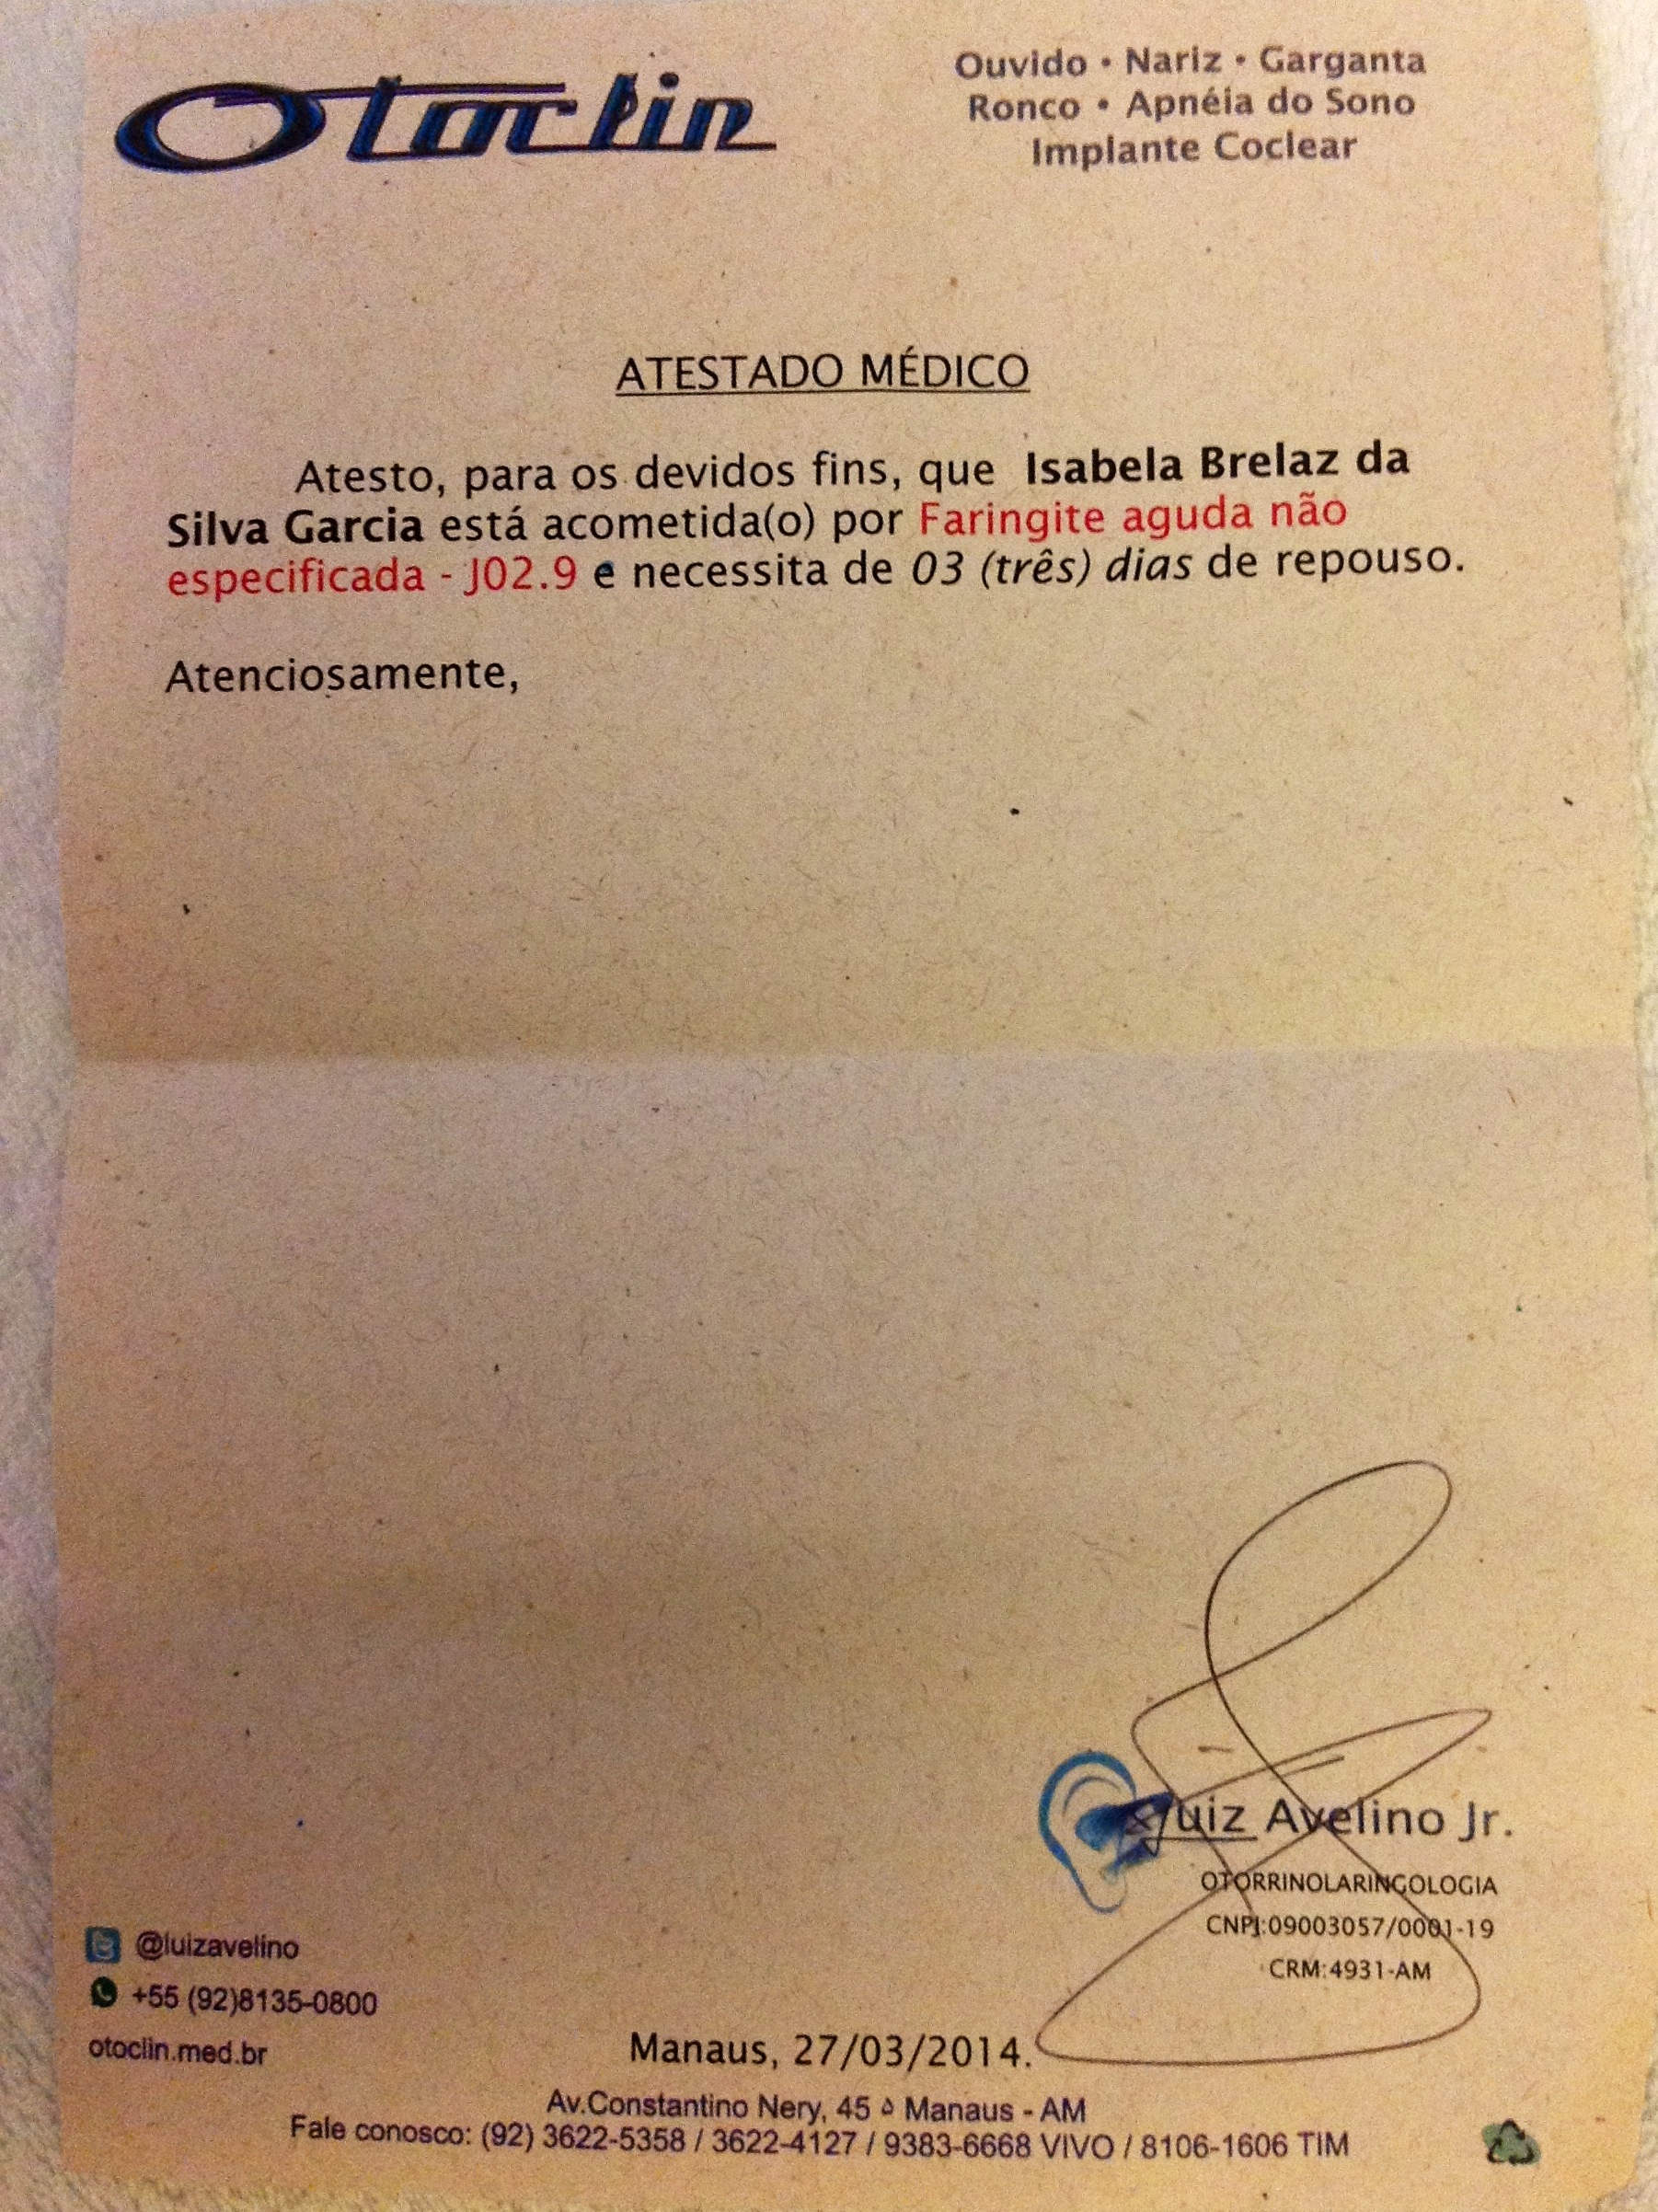 Otoclin
Ouvido • Nariz • Garganta
Ronco • Apnéia do Sono
Implante Coclear
ATESTADO MÉDICO
Atesto, para os devidos fins, que Isabela Brelaz da
Silva Garcia está acometida(o) por Faringite aguda não
especificada - J02.9 e necessita de 03 (três) dias de repouso.
Atenciosamente,
Luiz Avelino Jr.
OTORRINOLARINGOLOGIA
CNPJ:09003057/0001-19
CRM:4931-AM
@luizavelino
+55 (92)8135-0800
otoclin.med.br
Manaus, 27/03/2014.
Av.Constantino Nery, 45 ◊ Manaus - AM
Fale conosco: (92) 3622-5358 / 3622-4127 / 9383-6668 VIVO / 8106-1606 TIM